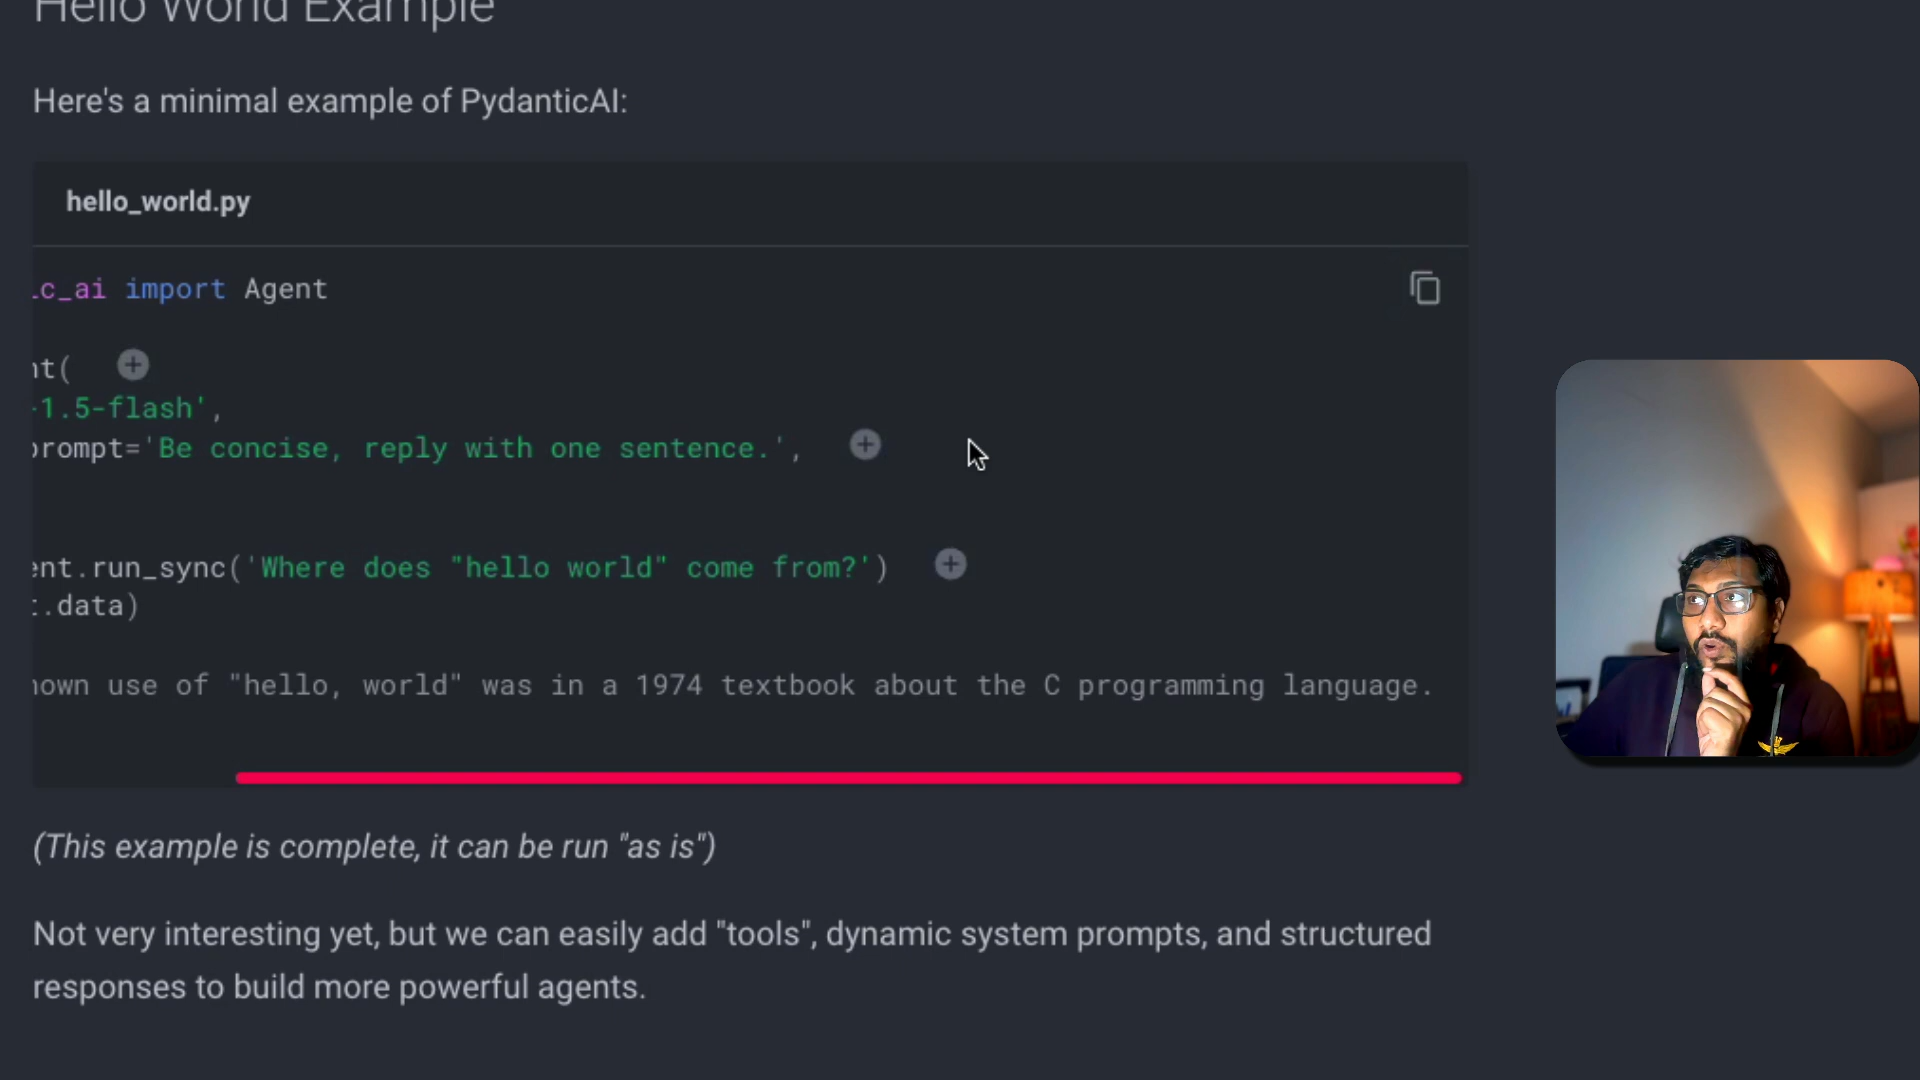 Hello World Example
Here's a minimal example of PydanticAI:
hello_world.py
ic_ai import Agent
nt(
-1.5-flash',
prompt='Be concise, reply with one sentence.',
ent.run_sync('Where does "hello world" come from?')
t.data)
nown use of "hello, world" was in a 1974 textbook about the C programming language.
(This example is complete, it can be run "as is")
Not very interesting yet, but we can easily add "tools", dynamic system prompts, and structured
responses to build more powerful agents.